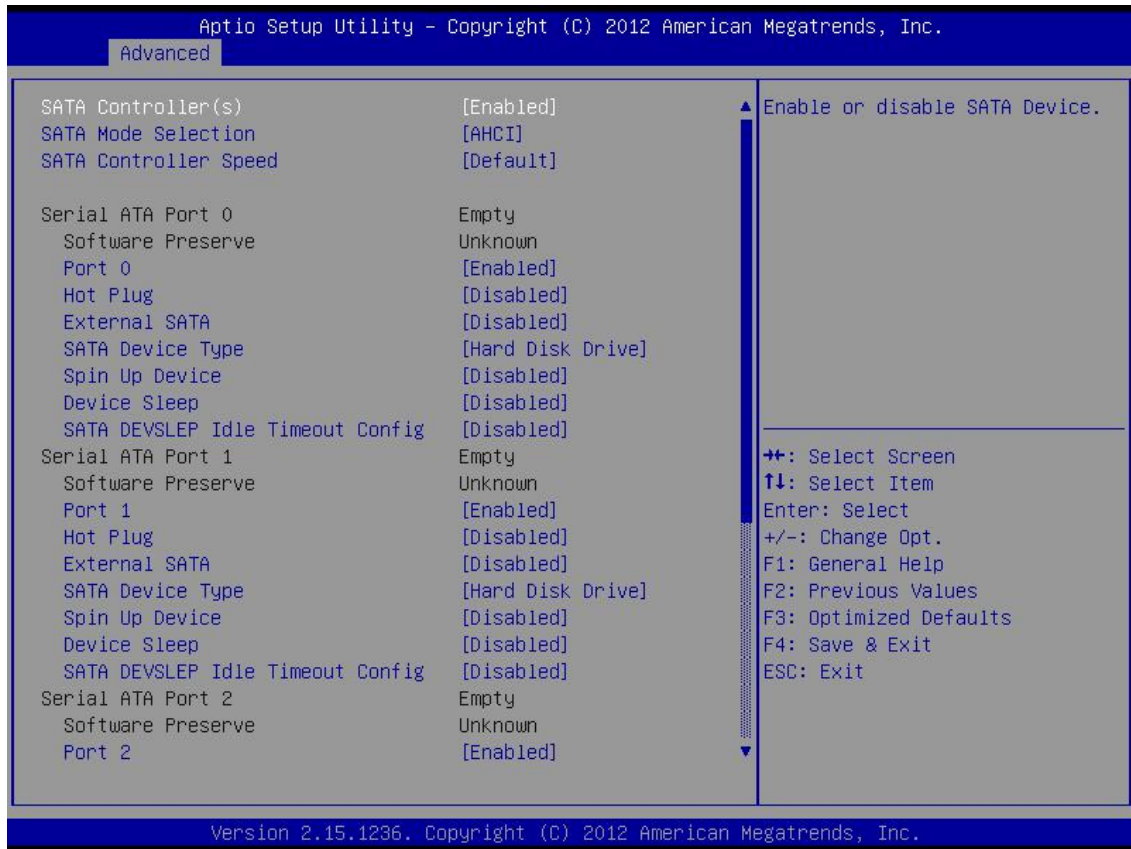 Aptio Setup Utility – Copyright (C) 2012 American Megatrends, Inc.
Advanced
SATA Controller(s) [Enabled]
SATA Mode Selection [AHCI]
SATA Controller Speed [Default]
Serial ATA Port 0 Empty
Software Preserve Unknown
Port 0 [Enabled]
Hot Plug [Disabled]
External SATA [Disabled]
SATA Device Type [Hard Disk Drive]
Spin Up Device [Disabled]
Device Sleep [Disabled]
SATA DEVSLEP Idle Timeout Config [Disabled]
Serial ATA Port 1 Empty
Software Preserve Unknown
Port 1 [Enabled]
Hot Plug [Disabled]
External SATA [Disabled]
SATA Device Type [Hard Disk Drive]
Spin Up Device [Disabled]
Device Sleep [Disabled]
SATA DEVSLEP Idle Timeout Config [Disabled]
Serial ATA Port 2 Empty
Software Preserve Unknown
Port 2 [Enabled]
Enable or disable SATA Device.
→←: Select Screen
↑↓: Select Item
Enter: Select
+/-: Change Opt.
F1: General Help
F2: Previous Values
F3: Optimized Defaults
F4: Save & Exit
ESC: Exit
Version 2.15.1236. Copyright (C) 2012 American Megatrends, Inc.